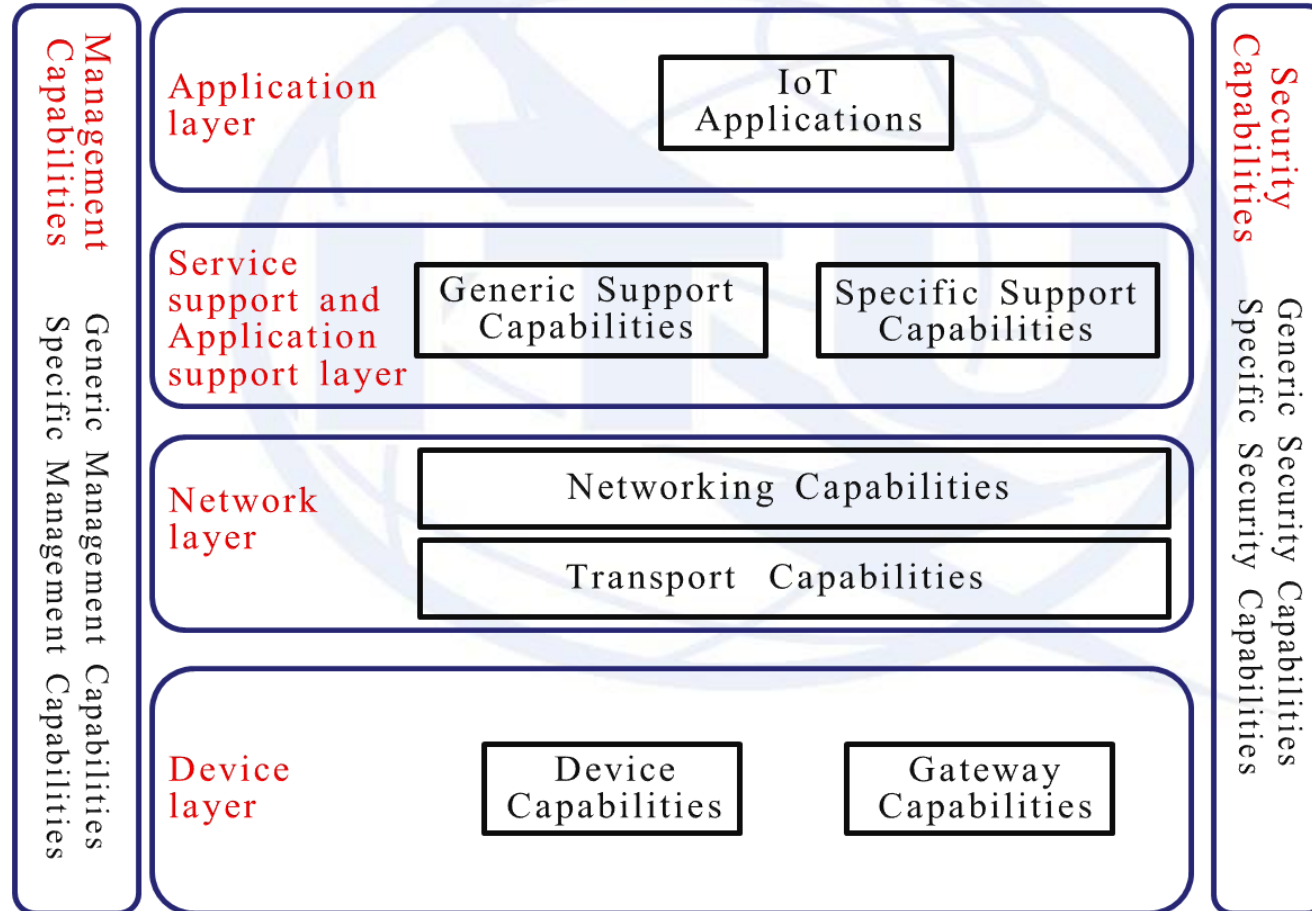 Management
Capabilities
Generic Management Capabilities
Specific Management Capabilities
Application
layer
IoT
Applications
Service
support and
Application
support layer
Generic Support
Capabilities
Specific Support
Capabilities
Network
layer
Networking Capabilities
Transport Capabilities
Device
layer
Device
Capabilities
Gateway
Capabilities
Security
Capabilities
Generic Security Capabilities
Specific Security Capabilities
ITU